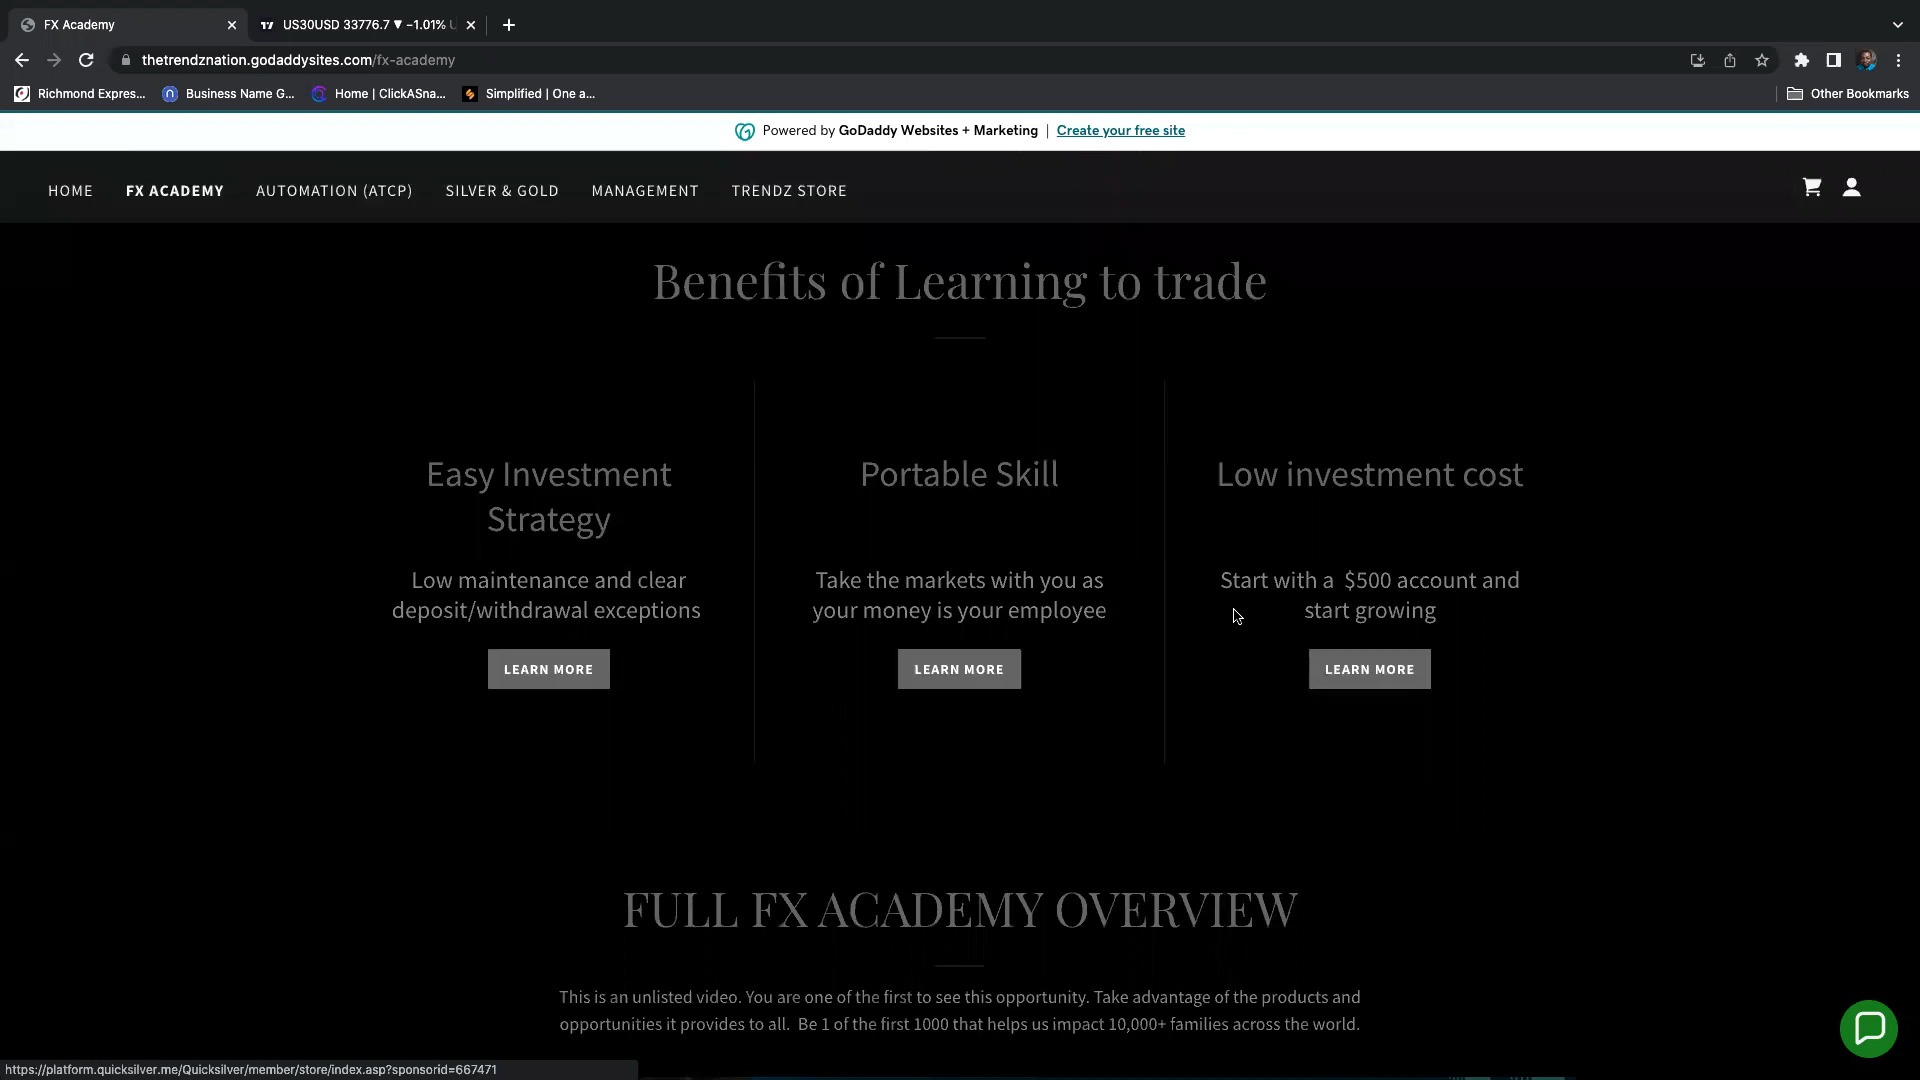 FX Academy
US30USD 33776.7 ▼ −1.01% U
thetrendznation.godaddysites.com/fx-academy
Richmond Expres...
Business Name G...
Home | ClickASna...
Simplified | One a...
Other Bookmarks
Powered by GoDaddy Websites + Marketing | Create your free site
HOME
FX ACADEMY
AUTOMATION (ATCP)
SILVER & GOLD
MANAGEMENT
TRENDZ STORE
Benefits of Learning to trade
Easy Investment
Strategy
Low maintenance and clear
deposit/withdrawal exceptions
LEARN MORE
Portable Skill
Take the markets with you as
your money is your employee
LEARN MORE
Low investment cost
Start with a $500 account and
start growing
LEARN MORE
FULL FX ACADEMY OVERVIEW
This is an unlisted video. You are one of the first to see this opportunity. Take advantage of the products and
opportunities it provides to all. Be 1 of the first 1000 that helps us impact 10,000+ families across the world.
https://platform.quicksilver.me/Quicksilver/member/store/index.asp?sponsorid=667471